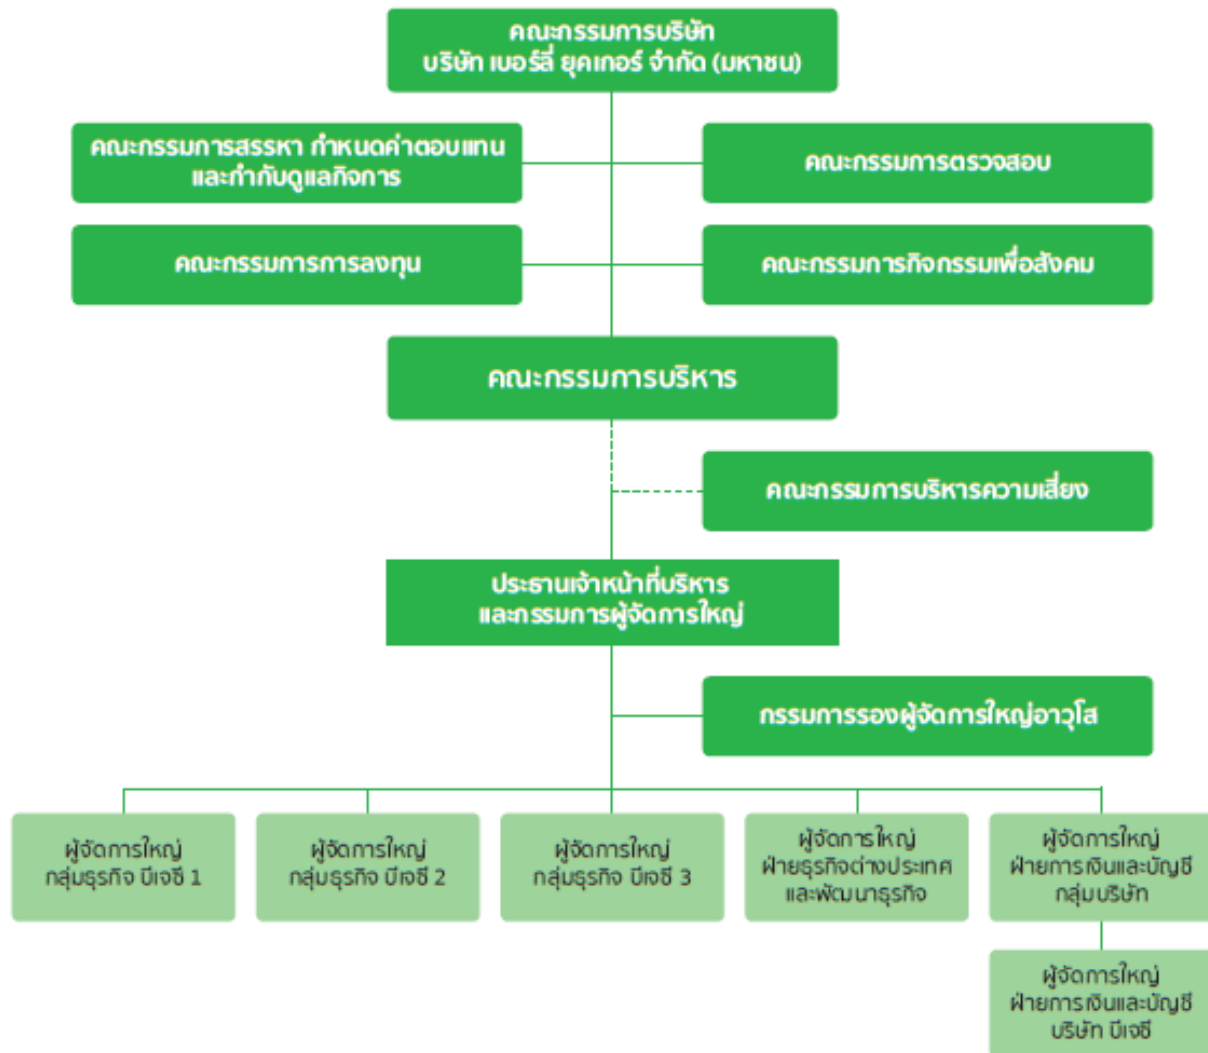 คณะกรรมการบริษัท
บริษัท เบอร์ลี่ ยุคเกอร์ จำกัด (มหาชน)
คณะกรรมการสรรหา กำหนดค่าตอบแทน
และกำกับดูแลกิจการ
คณะกรรมการตรวจสอบ
คณะกรรมการการลงทุน
คณะกรรมการกิจกรรมเพื่อสังคม
คณะกรรมการบริหาร
คณะกรรมการบริหารความเสี่ยง
ประธานเจ้าหน้าที่บริหาร
และกรรมการผู้จัดการใหญ่
กรรมการรองผู้จัดการใหญ่อาวุโส
ผู้จัดการใหญ่
กลุ่มธุรกิจ บีเจซี 1
ผู้จัดการใหญ่
กลุ่มธุรกิจ บีเจซี 2
ผู้จัดการใหญ่
กลุ่มธุรกิจ บีเจซี 3
ผู้จัดการใหญ่
ฝ่ายธุรกิจต่างประเทศ
และพัฒนาธุรกิจ
ผู้จัดการใหญ่
ฝ่ายการเงินและบัญชี
กลุ่มบริษัท
ผู้จัดการใหญ่
ฝ่ายการเงินและบัญชี
บริษัท บีเจซี